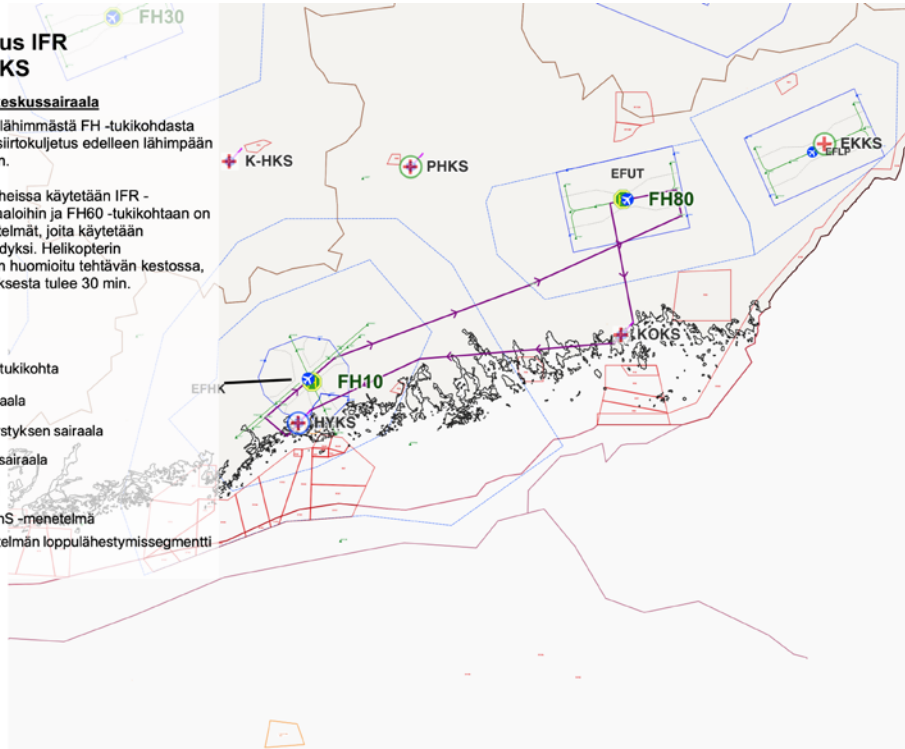 FH30
us IFR
KS
eskussairaala
lähimmästä FH -tukikohdasta
siirtokuljetus edelleen lähimpään
n.
heissa käytetään IFR -
aaloihin ja FH60 -tukikohtaan on
telmät, joita käytetään
dyksi. Helikopterin
n huomioitu tehtävän kestossa,
ksesta tulee 30 min.
tukikohta
aala
styksen sairaala
sairaala
nS -menetelmä
telmän loppulähestymissegmentti
K-HKS
PHKS
EFUT
FH80
EKKS
EFLP
KOKS
EFHK
FH10
HYKS